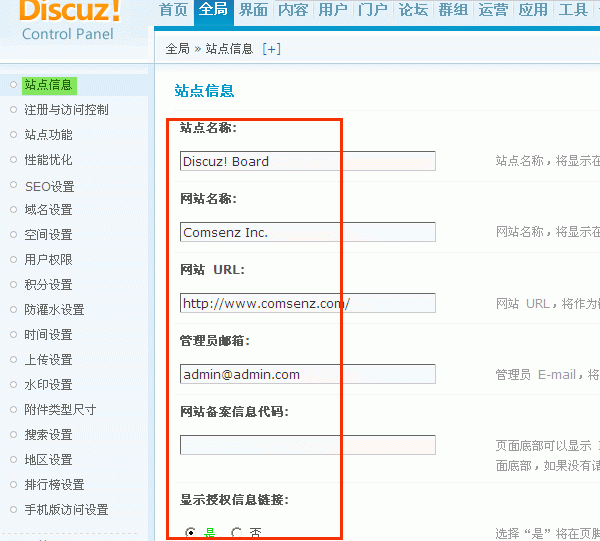 Discuz!
Control Panel
首页 全局 界面 内容 用户 门户 论坛 群组 运营 应用 工具
全局 » 站点信息 [+]
站点信息
注册与访问控制
站点功能
性能优化
SEO设置
域名设置
空间设置
用户权限
积分设置
防灌水设置
时间设置
上传设置
水印设置
附件类型尺寸
搜索设置
地区设置
排行榜设置
手机版访问设置
站点信息
站点名称:
Discuz! Board
站点名称，将显示在
网站名称:
Comsenz Inc.
网站名称，将显示在
网站 URL:
http://www.comsenz.com/
网站 URL，将作为
管理员邮箱:
admin@admin.com
管理员 E-mail，将
网站备案信息代码:
页面底部可以显示
面底部，如果没有请
显示授权信息链接:
是 否
选择“是”将在页脚